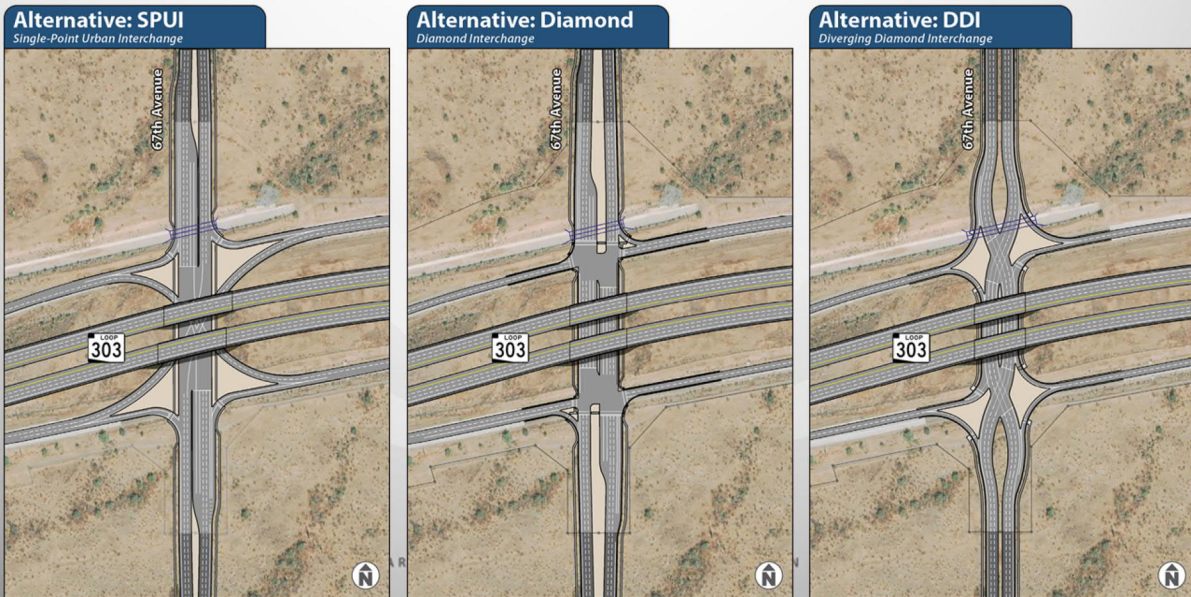 Alternative: SPUI
Single-Point Urban Interchange
67th Avenue
LOOP
303
N
Alternative: Diamond
Diamond Interchange
67th Avenue
LOOP
303
N
Alternative: DDI
Diverging Diamond Interchange
67th Avenue
LOOP
303
N